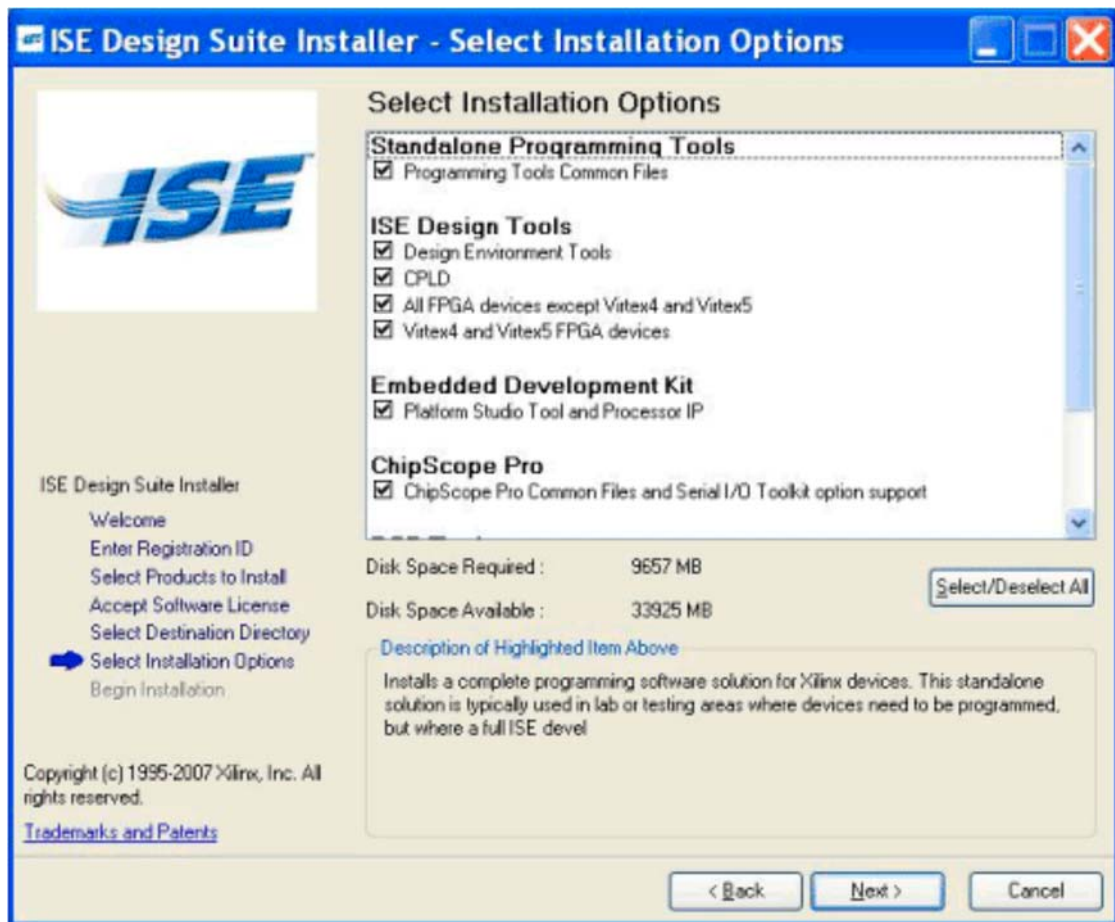 ISE Design Suite Installer - Select Installation Options
ISE
Select Installation Options
Standalone Programming Tools
Programming Tools Common Files
ISE Design Tools
Design Environment Tools
CPLD
All FPGA devices except Virtex4 and Virtex5
Virtex4 and Virtex5 FPGA devices
Embedded Development Kit
Platform Studio Tool and Processor IP
ChipScope Pro
ChipScope Pro Common Files and Serial I/O Toolkit option support
Disk Space Required : 9657 MB
Disk Space Available : 33925 MB
Select/Deselect All
Description of Highlighted Item Above
Installs a complete programming software solution for Xilinx devices. This standalone
solution is typically used in lab or testing areas where devices need to be programmed,
but where a full ISE devel
ISE Design Suite Installer
Welcome
Enter Registration ID
Select Products to Install
Accept Software License
Select Destination Directory
Select Installation Options
Begin Installation
Copyright (c) 1995-2007 Xilinx, Inc. All
rights reserved.
Trademarks and Patents
< Back
Next >
Cancel